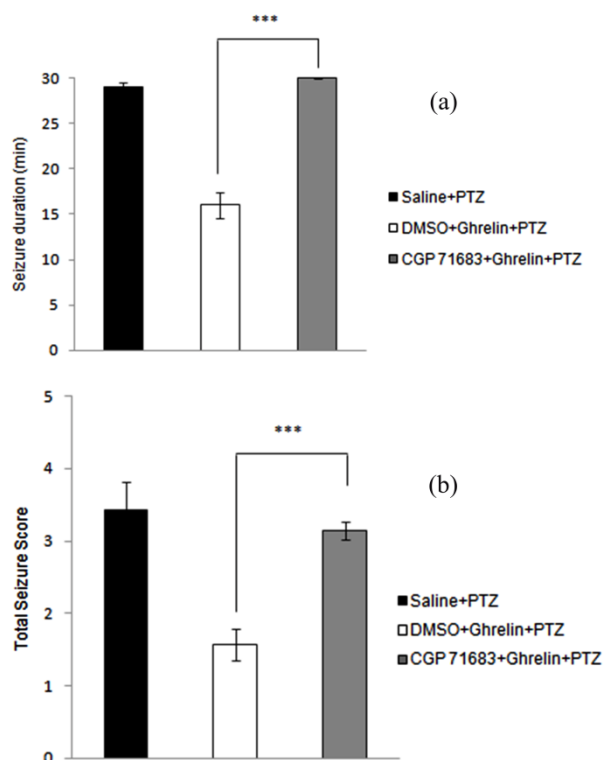 ***
(a)
30
25
20
15
10
5
0
Seizure duration (min)
Saline+PTZ
DMSO+Ghrelin+PTZ
CGP 71683+Ghrelin+PTZ
5
4
3
2
1
0
***
(b)
Total Seizure Score
Saline+PTZ
DMSO+Ghrelin+PTZ
CGP 71683+Ghrelin+PTZ